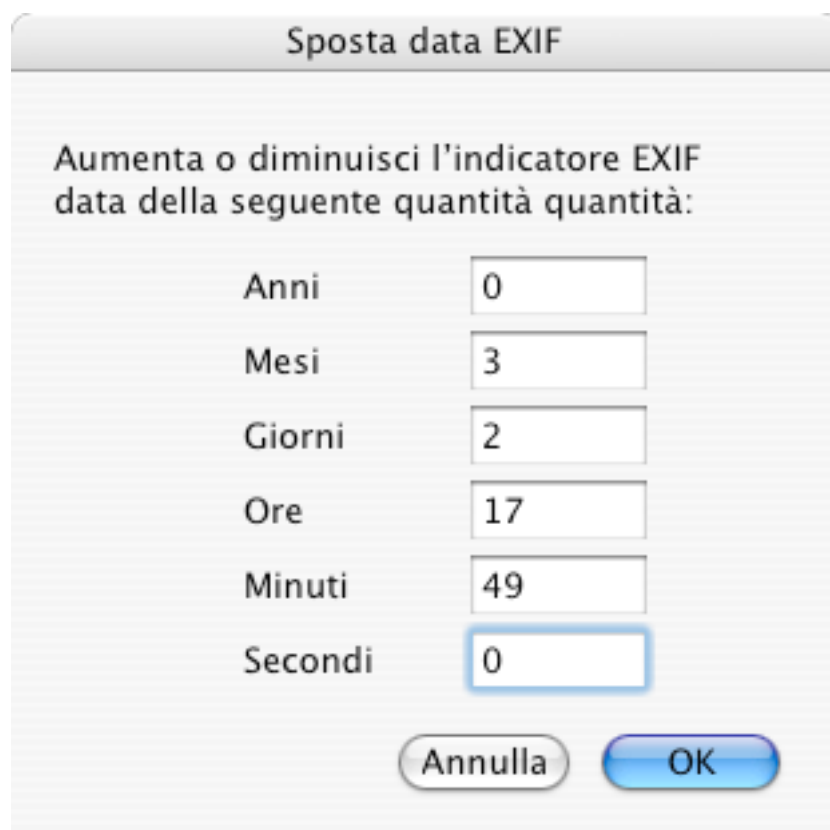 Sposta data EXIF
Aumenta o diminuisci l'indicatore EXIF
data della seguente quantità quantità:
Anni 0
Mesi 3
Giorni 2
Ore 17
Minuti 49
Secondi 0
Annulla OK